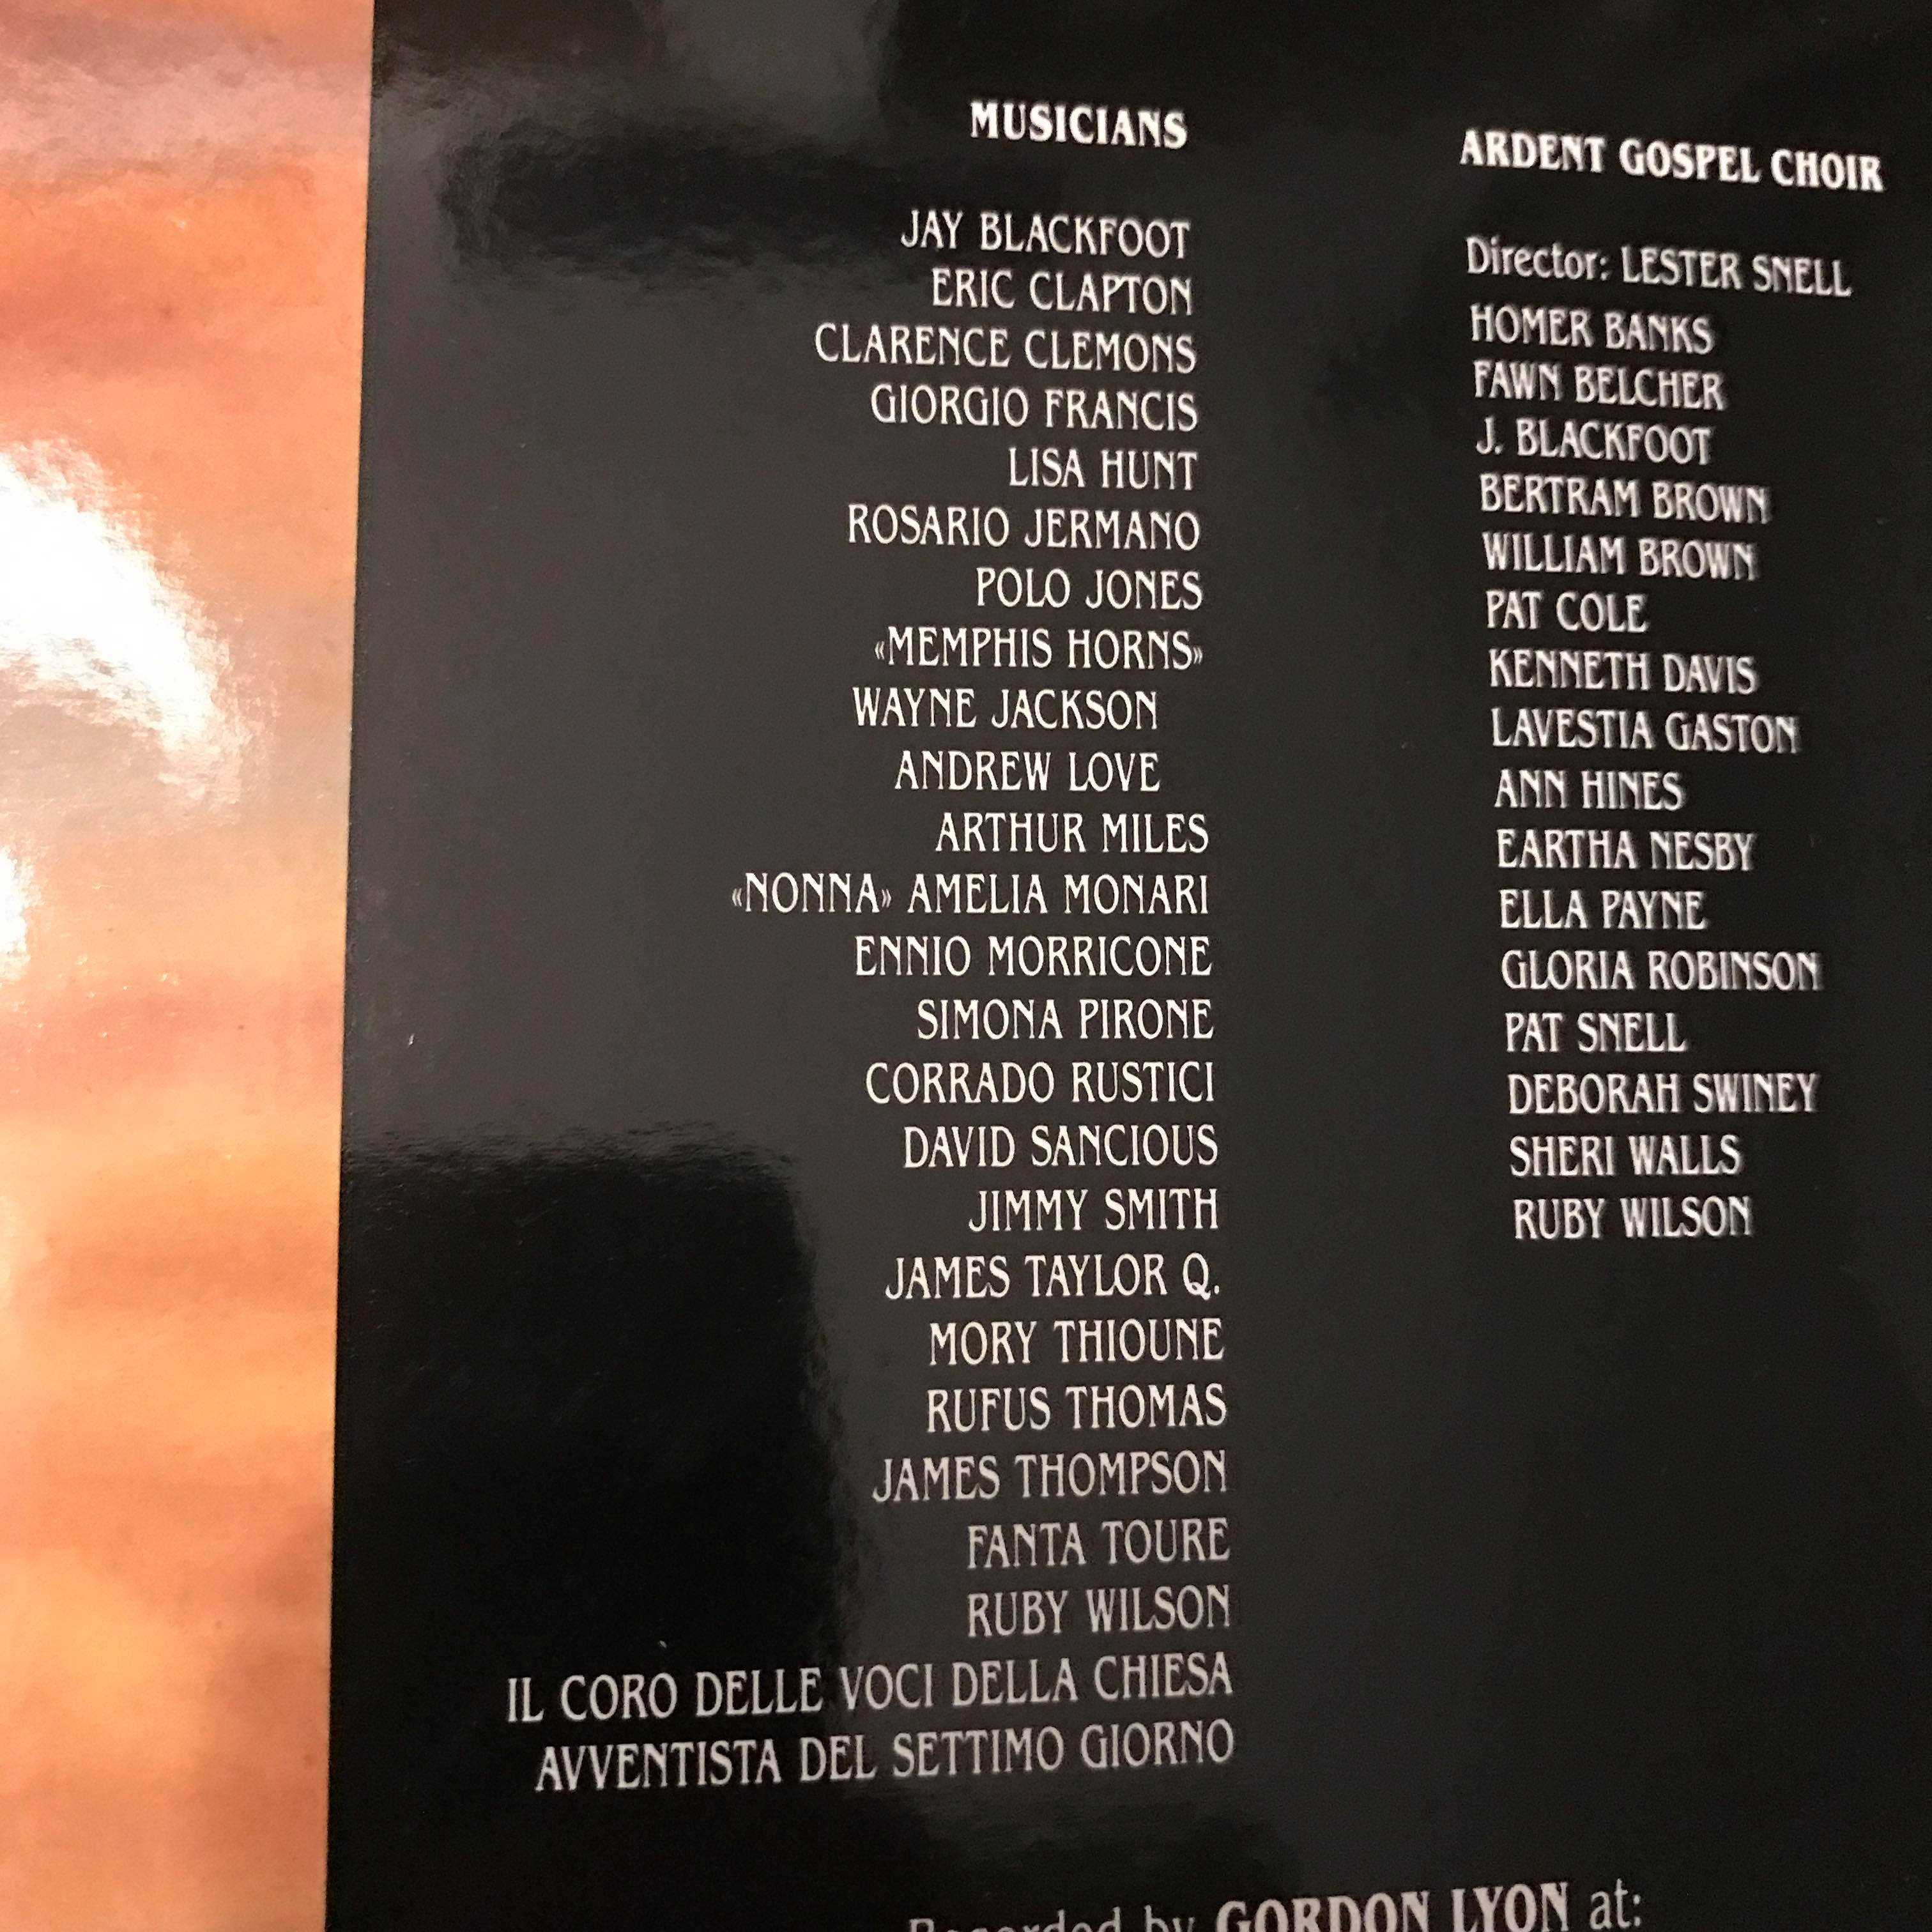 MUSICIANS
JAY BLACKFOOT
ERIC CLAPTON
CLARENCE CLEMONS
GIORGIO FRANCIS
LISA HUNT
ROSARIO JERMANO
POLO JONES
«MEMPHIS HORNS»
WAYNE JACKSON
ANDREW LOVE
ARTHUR MILES
«NONNA» AMELIA MONARI
ENNIO MORRICONE
SIMONA PIRONE
CORRADO RUSTICI
DAVID SANCIOUS
JIMMY SMITH
JAMES TAYLOR Q.
MORY THIOUNE
RUFUS THOMAS
JAMES THOMPSON
FANTA TOURE
RUBY WILSON
IL CORO DELLE VOCI DELLA CHIESA
AVVENTISTA DEL SETTIMO GIORNO
ARDENT GOSPEL CHOIR
Director: LESTER SNELL
HOMER BANKS
FAWN BELCHER
J. BLACKFOOT
BERTRAM BROWN
WILLIAM BROWN
PAT COLE
KENNETH DAVIS
LAVESTIA GASTON
ANN HINES
EARTHA NESBY
ELLA PAYNE
GLORIA ROBINSON
PAT SNELL
DEBORAH SWINEY
SHERI WALLS
RUBY WILSON
Recorded by GORDON LYON at: